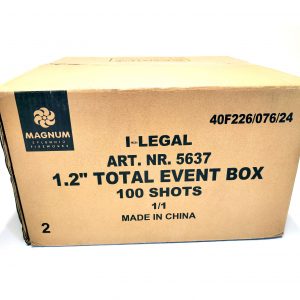 MAGNUM
SPLENDID
FIREWORKS
40F226/076/24
I-LEGAL
ART. NR. 5637
1.2" TOTAL EVENT BOX
100 SHOTS
1/1
MADE IN CHINA
2